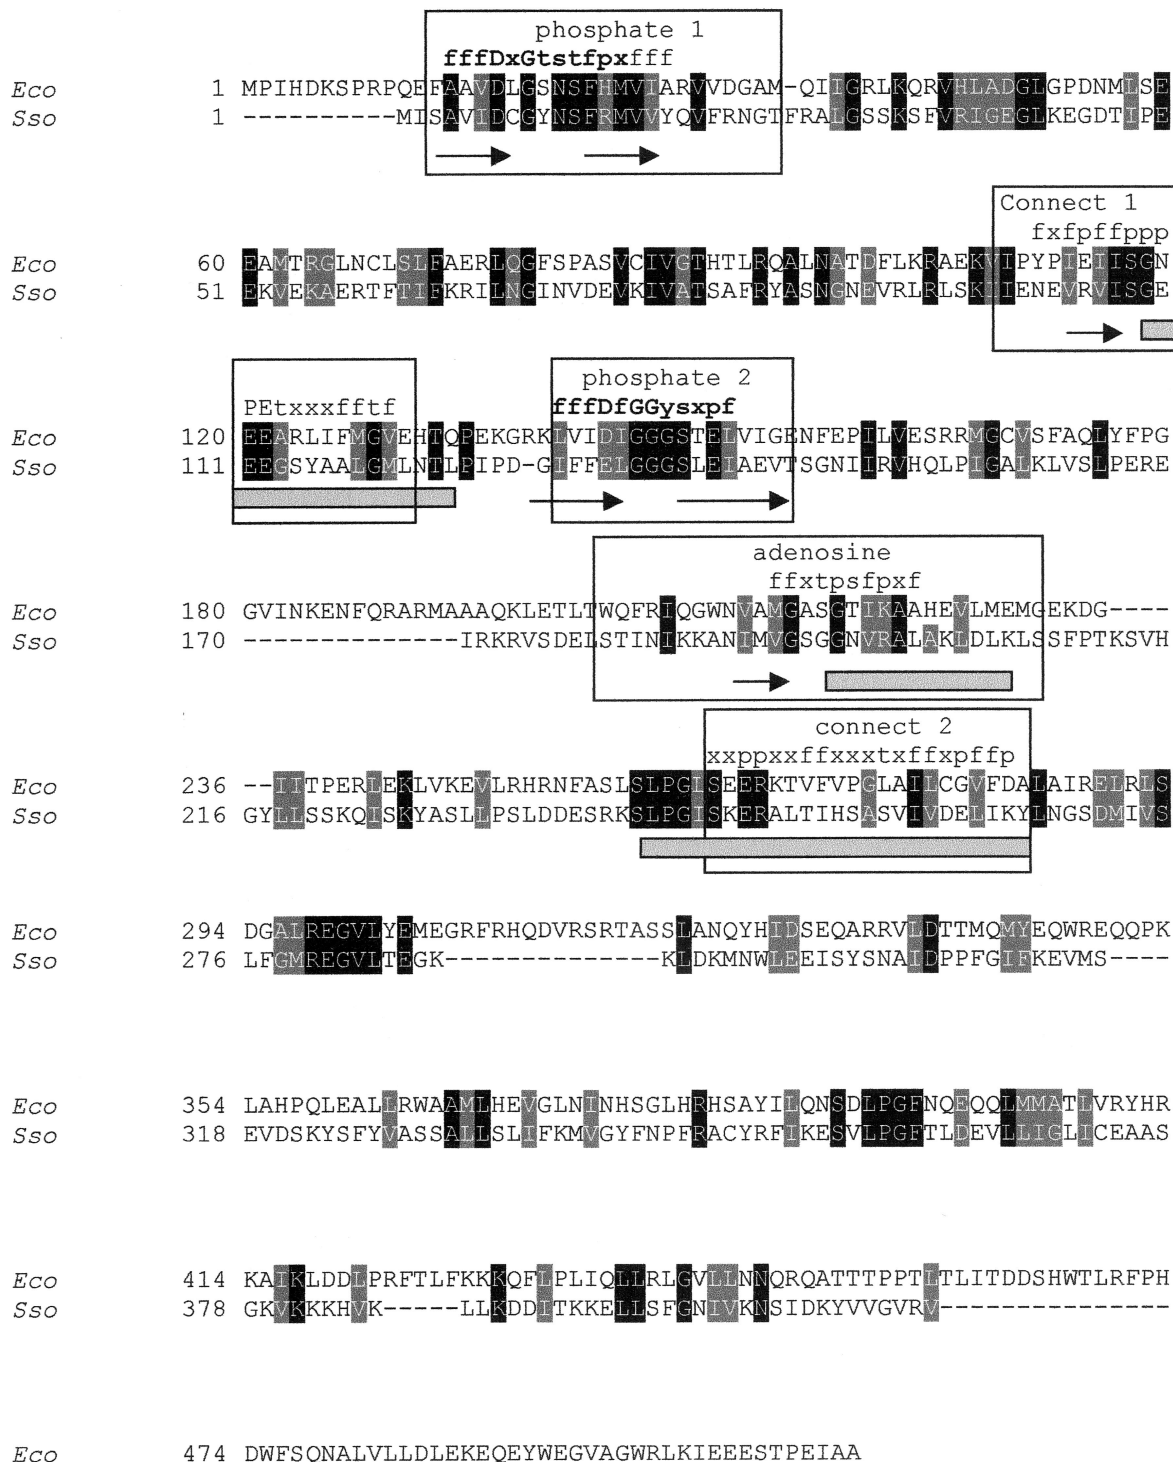 phosphate 1
fffDxGtstfpxfff
Eco 1 MPIHDKSPRPQEFAAVDLGSNSFHMVIARVVDGAM-QIIGRLKQRVHLADGLGPDNMLSE
Sso 1 ----------MISAVIDCGYNSFRMVVYQVFRNGTFRALGSSKSFVRIGEGLKEGDTIPE
Connect 1
fxfpffppp
Eco 60 EAMTRGLNCLSLFAERLQGFSPASVCIVGTHTLRQALNATDFLKRAEKVIPYPIEIISGN
Sso 51 EKVEKAERTFTIFKRILNGINVDEVKIVATSAFRYASNGNEVRLRLSKIIENEVRVISGE
PEtxxxfftf
phosphate 2
fffDfGGysxpf
Eco 120 EEARLIFMGVEHTQPEKGRKLVIDIGGGSTELVIGENFEPILVESRRMGCVSFAQLYFPG
Sso 111 EEGSYAALGMLNTLPIPD-GIFFELGGGSLELAEVTSGNIIRVHQLPIGALKLVSLPERE
adenosine
ffxtpsfpxf
Eco 180 GVINKENFQRARMAAAQKLETLTWQFRIQGWNVAMGASGTIKAAHEVLMEMGEKDG----
Sso 170 --------------IRKRVSDELSTINIKKANIMVGSGGNVRALAKLDLKLSSFPTKSVH
connect 2
xxppxxffxxxtxffxpffp
Eco 236 --IITPERLEKLVKEVLRHRNFASLSLPGLSEERKTVFVPGLAILCGVFDALAIRELRLS
Sso 216 GYLLSSKQISKYASLLPSLDDESRKSLPGISKERALTIHSASVIVDELIKYLNGSDMIVS
Eco 294 DGALREGVLYEMEGRFRHQDVRSRTASSLANQYHIDSEQARRVLDTTMQMYEQWREQQPK
Sso 276 LFGMREGVLTEGK--------------KLDKMNWLEEISYSNAIDPPFGIFKEVMS----
Eco 354 LAHPQLEALLRWAAMLHEVGLNINHSGLHRHSAYILQNSDLPGFNQEQQLMMATLVRYHR
Sso 318 EVDSKYSFYVASSALLSLIFKMVGYFNPFRACYRFIKESVLPGFTLDEVLLIGLICEAAS
Eco 414 KAIKLDDLPRFTLFKKKQFLPLIQLLRLGVLLNNQRQATTTPPTLTLITDDSHWTLRFPH
Sso 378 GKVKKKHVK-----LLKDDITKKELLSFGNIVKNSIDKYVVGVRV---------------
Eco 474 DWFSQNALVLLDLEKEQEYWEGVAGWRLKIEEESTPEIAA